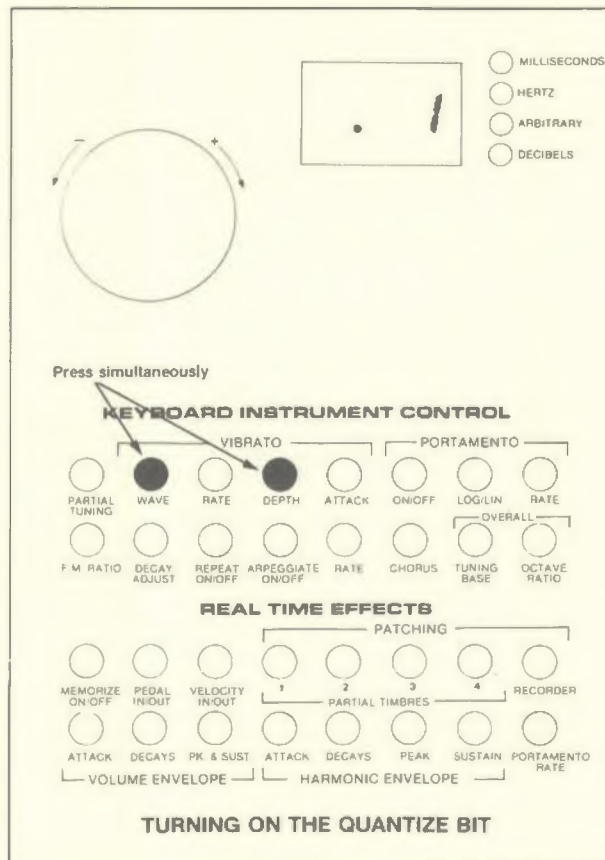 MILLISECONDS
HERTZ
ARBITRARY
DECIBELS
. 1
- +
Press simultaneously
KEYBOARD INSTRUMENT CONTROL
VIBRATO PORTAMENTO
PARTIAL TUNING WAVE RATE DEPTH ATTACK ON/OFF LOG/LIN RATE
OVERALL
F.M. RATIO DECAY ADJUST REPEAT ON/OFF ARPEGGIATE ON/OFF RATE CHORUS TUNING BASE OCTAVE RATIO
REAL TIME EFFECTS
PATCHING
MEMORIZE ON/OFF PEDAL IN/OUT VELOCITY IN/OUT 1 2 3 4 RECORDER
PARTIAL TIMBRES
ATTACK DECAYS PK. & SUST ATTACK DECAYS PEAK SUSTAIN PORTAMENTO RATE
VOLUME ENVELOPE HARMONIC ENVELOPE
TURNING ON THE QUANTIZE BIT